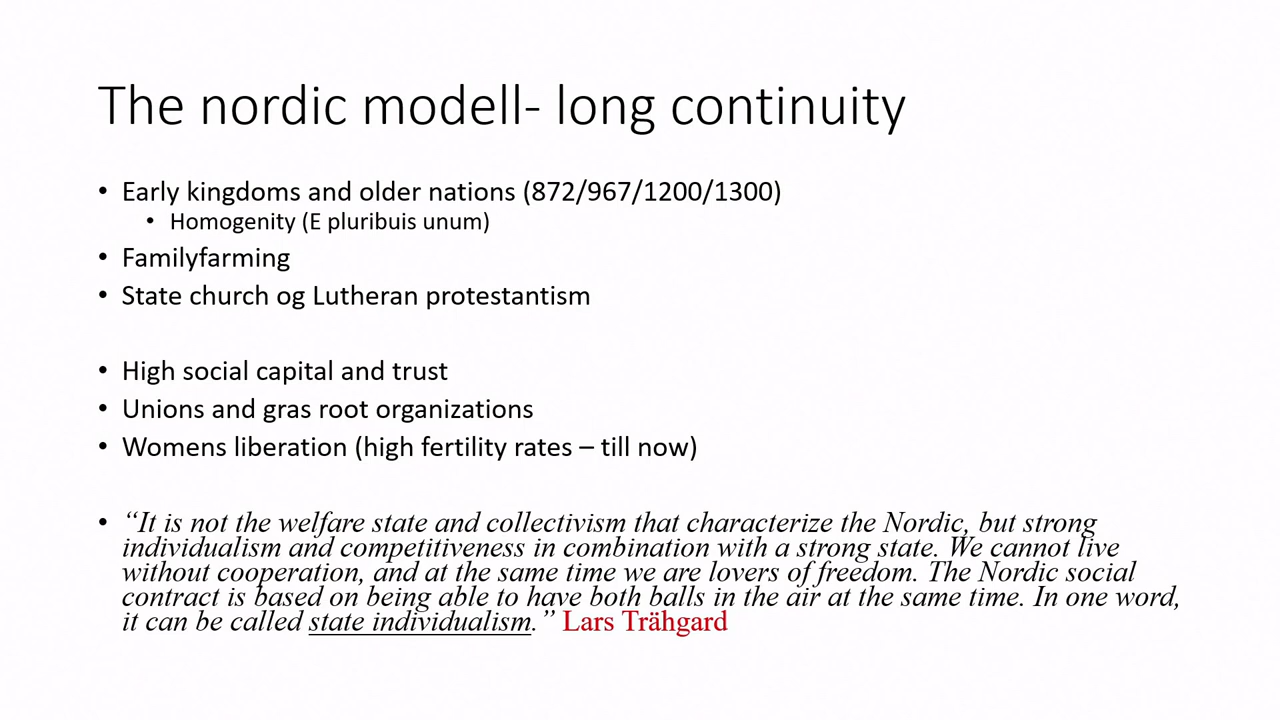 The nordic modell- long continuity
• Early kingdoms and older nations (872/967/1200/1300)
• Homogenity (E pluribuis unum)
• Familyfarming
• State church og Lutheran protestantism
• High social capital and trust
• Unions and gras root organizations
• Womens liberation (high fertility rates – till now)
• “It is not the welfare state and collectivism that characterize the Nordic, but strong
individualism and competitiveness in combination with a strong state. We cannot live
without cooperation, and at the same time we are lovers of freedom. The Nordic social
contract is based on being able to have both balls in the air at the same time. In one word,
it can be called state individualism.” Lars Trähgard